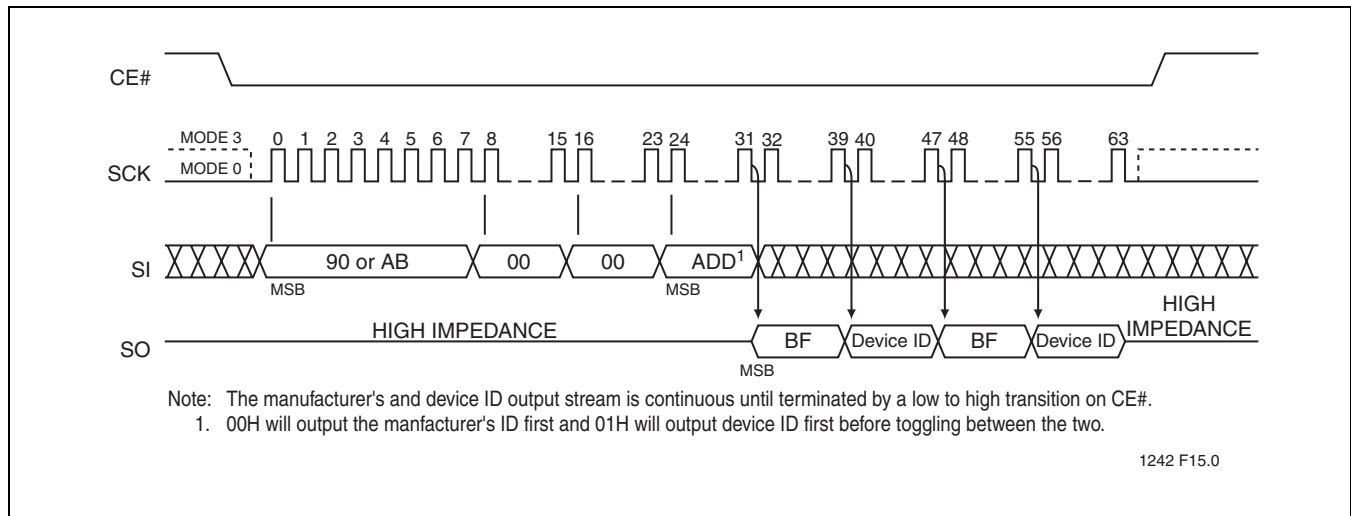 CE#
MODE 3 0 1 2 3 4 5 6 7 8 15 16 23 24 31 32 39 40 47 48 55 56 63
SCK MODE 0
SI 90 or AB 00 00 ADD1
MSB MSB
HIGH IMPEDANCE HIGH IMPEDANCE
SO BF Device ID BF Device ID
MSB
Note: The manufacturer's and device ID output stream is continuous until terminated by a low to high transition on CE#.
1. 00H will output the manfacturer's ID first and 01H will output device ID first before toggling between the two.
1242 F15.0